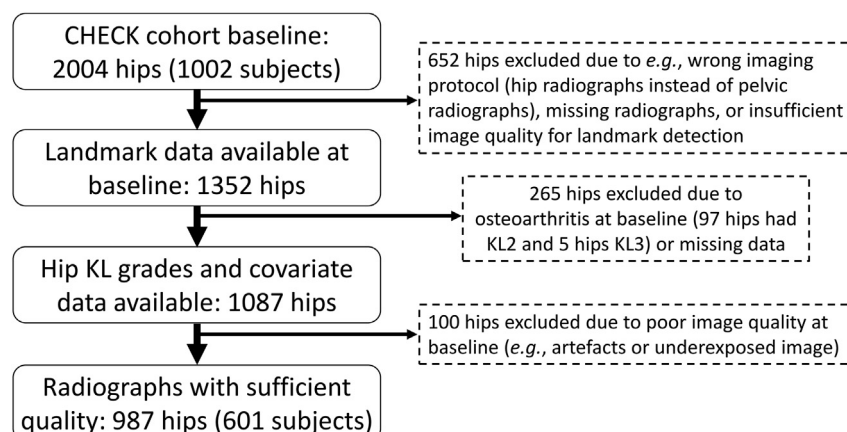 CHECK cohort baseline:
2004 hips (1002 subjects)
652 hips excluded due to e.g., wrong imaging
protocol (hip radiographs instead of pelvic
radiographs), missing radiographs, or insufficient
image quality for landmark detection
Landmark data available at
baseline: 1352 hips
265 hips excluded due to
osteoarthritis at baseline (97 hips had
KL2 and 5 hips KL3) or missing data
Hip KL grades and covariate
data available: 1087 hips
100 hips excluded due to poor image quality at
baseline (e.g., artefacts or underexposed image)
Radiographs with sufficient
quality: 987 hips (601 subjects)